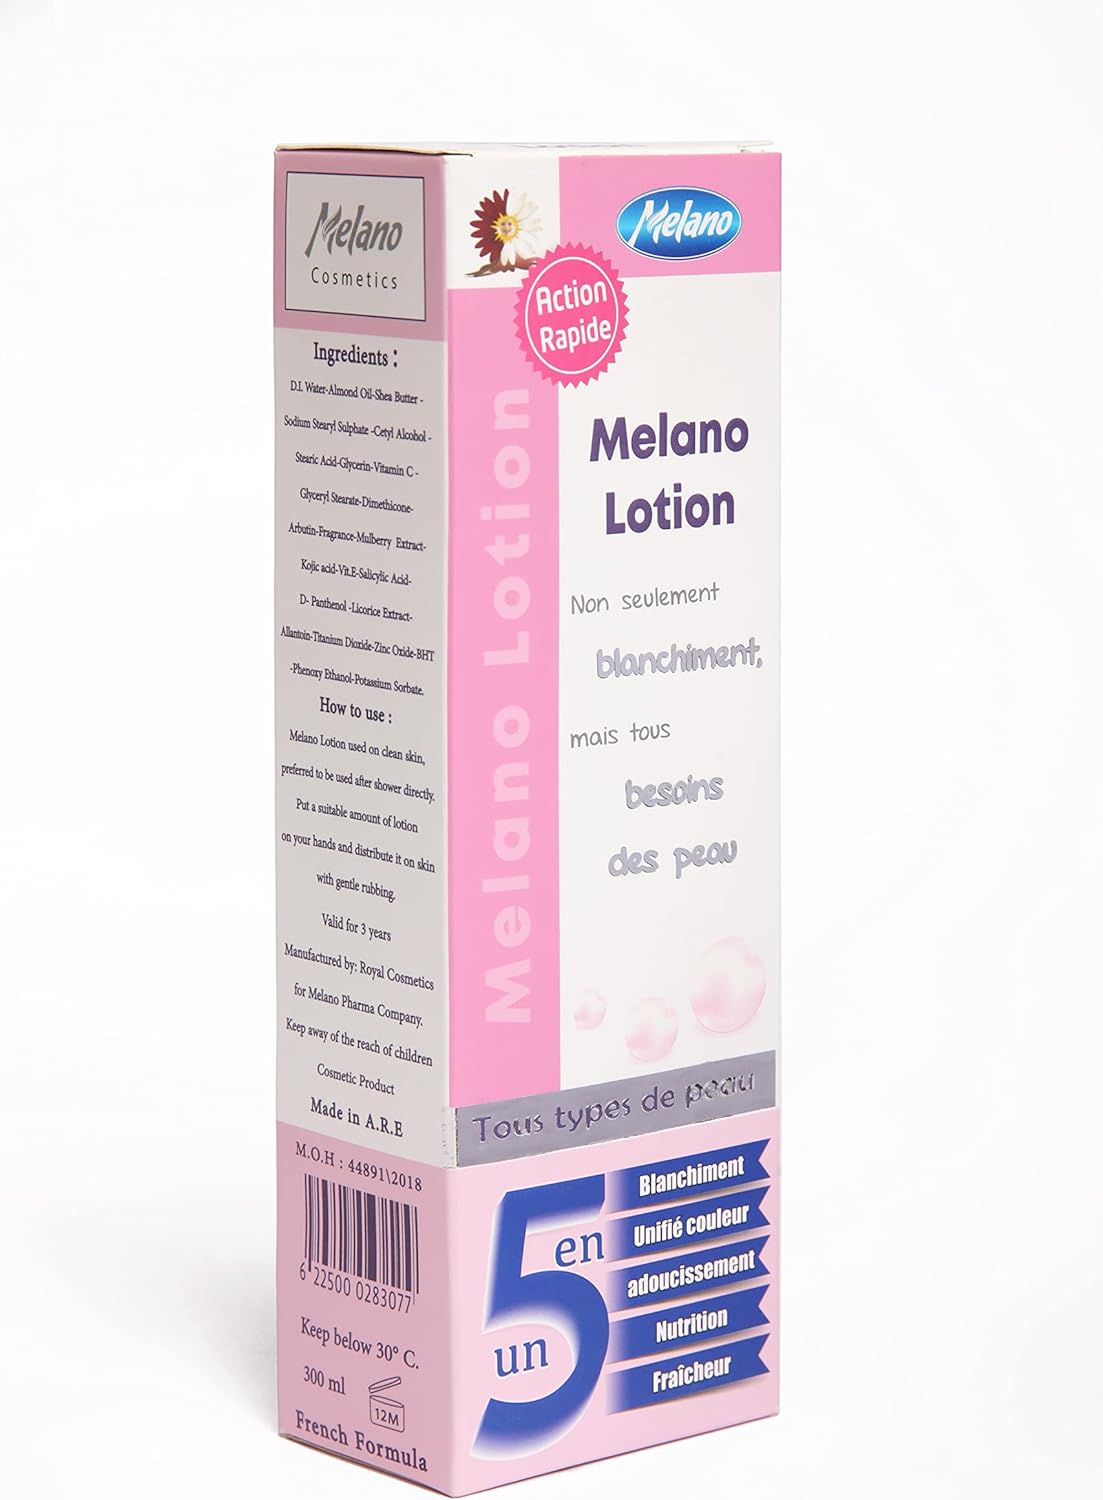 Melano
Cosmetics
Ingredients :
D.I. Water-Almond Oil-Shea Butter -
Sodium Stearyl Sulphate -Cetyl Alcohol -
Stearic Acid-Glycerin-Vitamin C -
Glyceryl Stearate-Dimethicone-
Arbutin-Fragrance-Mulberry Extract-
Kojic acid-Vit.E-Salicylic Acid-
D- Panthenol -Licorice Extract-
Allantoin-Titanium Dioxide-Zinc Oxide-BHT
-Phenoxy Ethanol-Potassium Sorbate.
How to use :
Melano Lotion used on clean skin,
preferred to be used after shower directly.
Put a suitable amount of lotion
on your hands and distribute it on skin
with gentle rubbing.
Valid for 3 years
Manufactured by: Royal Cosmetics
for Melano Pharma Company.
Keep away of the reach of children
Cosmetic Product
Made in A.R.E
M.O.H : 44891\2018
6 22500 0283077
Keep below 30° C.
300 ml
12M
French Formula
Melano
Action
Rapide
Melano Lotion
Melano
Lotion
Non seulement
blanchiment,
mais tous
besoins
des peau
Tous types de peau
5
en
un
Blanchiment
Unifié couleur
adoucissement
Nutrition
Fraîcheur